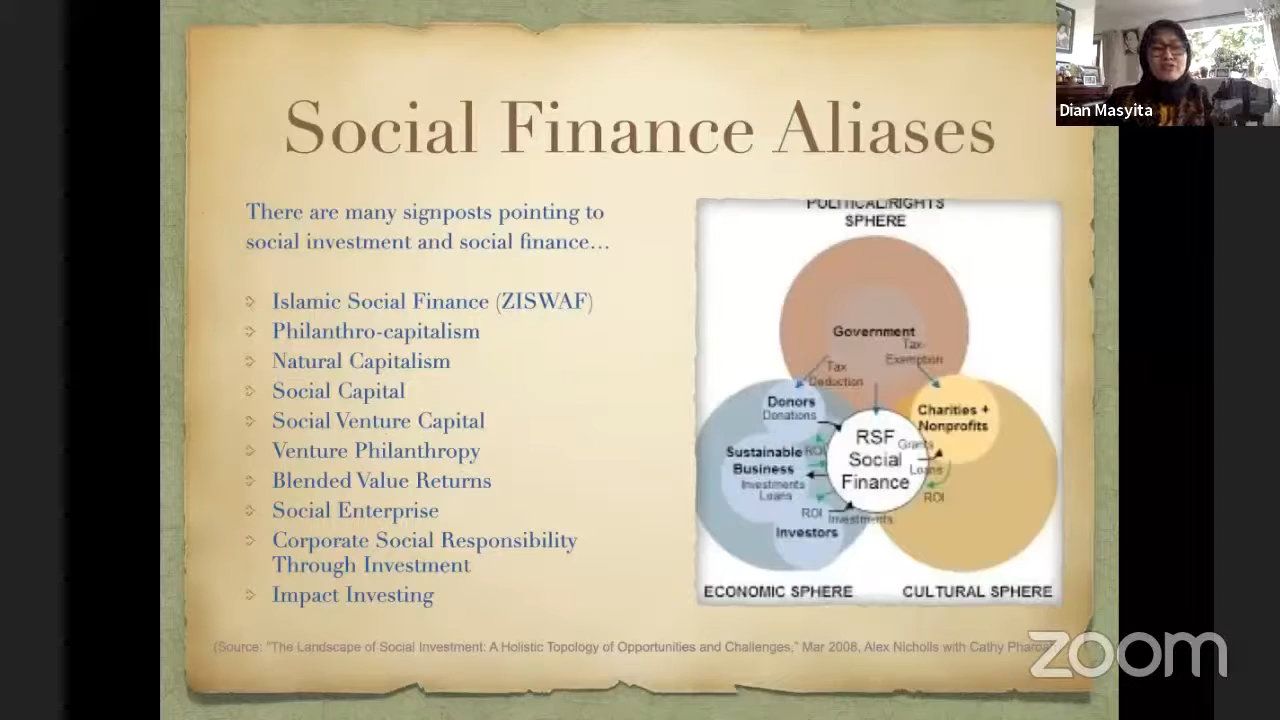 Dian Masyita
Social Finance Aliases
There are many signposts pointing to
social investment and social finance...
Islamic Social Finance (ZISWAF)
Philanthro-capitalism
Natural Capitalism
Social Capital
Social Venture Capital
Venture Philanthropy
Blended Value Returns
Social Enterprise
Corporate Social Responsibility
Through Investment
Impact Investing
POLITICAL/RIGHTS
SPHERE
Government
Tax
Exemption
Tax
Deduction
Donors
Donations
Charities +
Nonprofits
RSF
Social
Finance
Grants
Loans
ROI
Sustainable
Business
ROI
Investments
Loans
ROI
Investments
Investors
ECONOMIC SPHERE
CULTURAL SPHERE
(Source: "The Landscape of Social Investment: A Holistic Topology of Opportunities and Challenges," Mar 2008, Alex Nicholls with Cathy
zoom